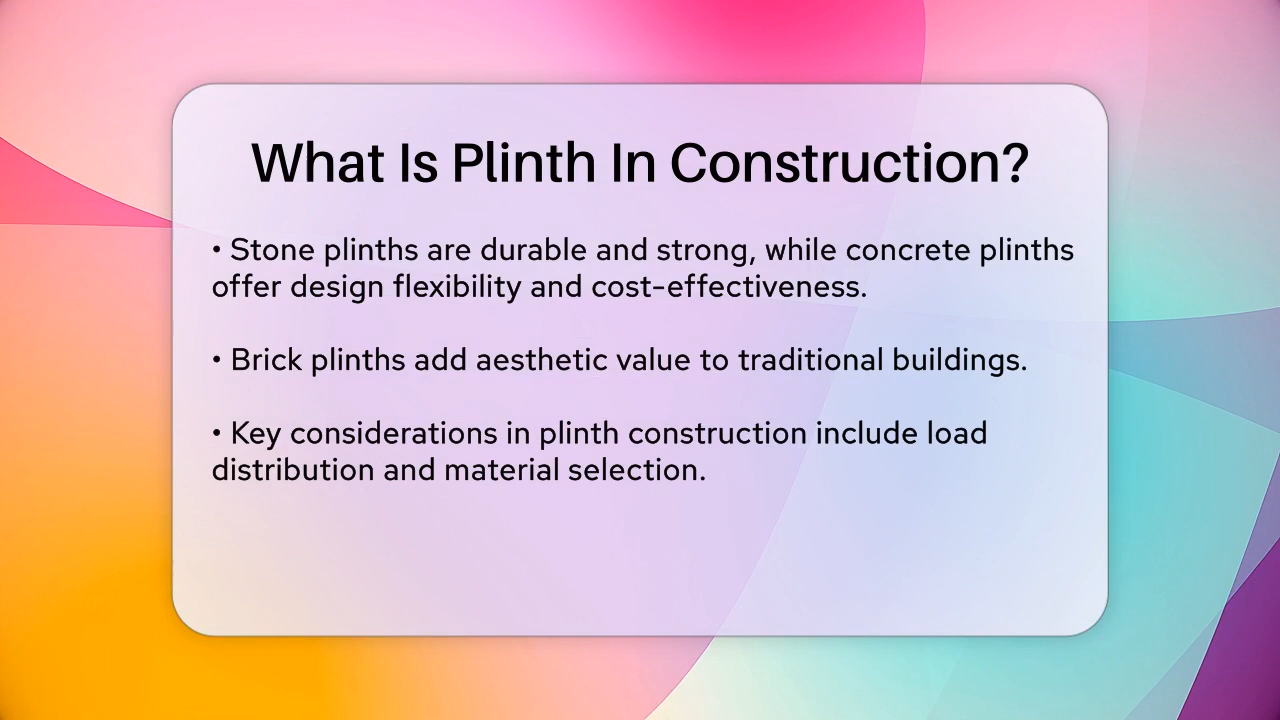 What Is Plinth In Construction?
• Stone plinths are durable and strong, while concrete plinths
offer design flexibility and cost-effectiveness.
• Brick plinths add aesthetic value to traditional buildings.
• Key considerations in plinth construction include load
distribution and material selection.